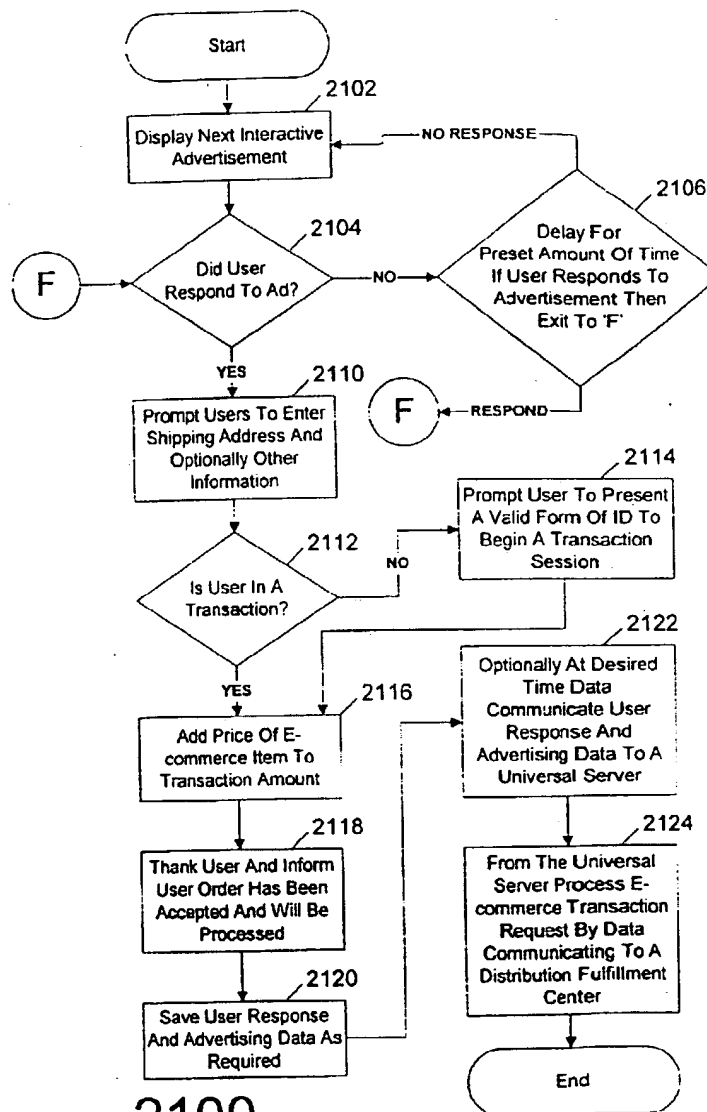 Start
2102
Display Next Interactive
Advertisement
NO RESPONSE
2106
Delay For
Preset Amount Of Time
If User Responds To
Advertisement Then
Exit To 'F'
2104
Did User
Respond To Ad?
F
NO
YES
F
RESPOND
2110
Prompt Users To Enter
Shipping Address And
Optionally Other
Information
2112
Is User In A
Transaction?
NO
YES
2114
Prompt User To Present
A Valid Form Of ID To
Begin A Transaction
Session
2116
Add Price Of E-
commerce Item To
Transaction Amount
2118
Thank User And Inform
User Order Has Been
Accepted And Will Be
Processed
2120
Save User Response
And Advertising Data As
Required
2122
Optionally At Desired
Time Data
Communicate User
Response And
Advertising Data To A
Universal Server
2124
From The Universal
Server Process E-
commerce Transaction
Request By Data
Communicating To A
Distribution Fulfillment
Center
End
2100